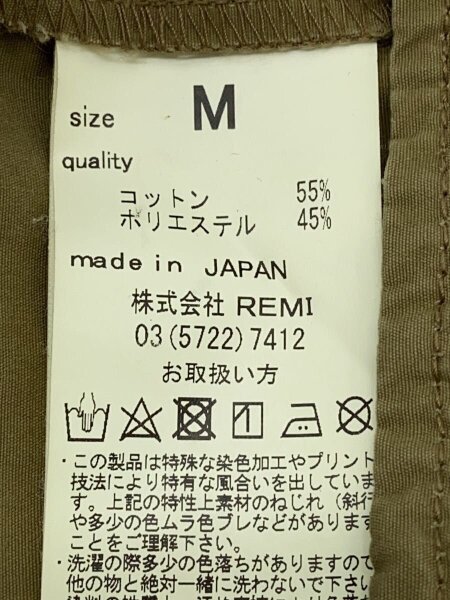 size M
quality
コットン 55%
ポリエステル 45%
made in JAPAN
株式会社 REMI
03(5722)7412
お取扱い方
・この製品は特殊な染色加工やプリント
技法により特有な風合いを出していま
す。上記の特性上素材のねじれ（斜行
や多少の色ムラ色ブレなどがあります
ことをご理解下さい。
・洗濯の際多少の色落ちがありますので
他の物と絶対一緒に洗わないで下さい